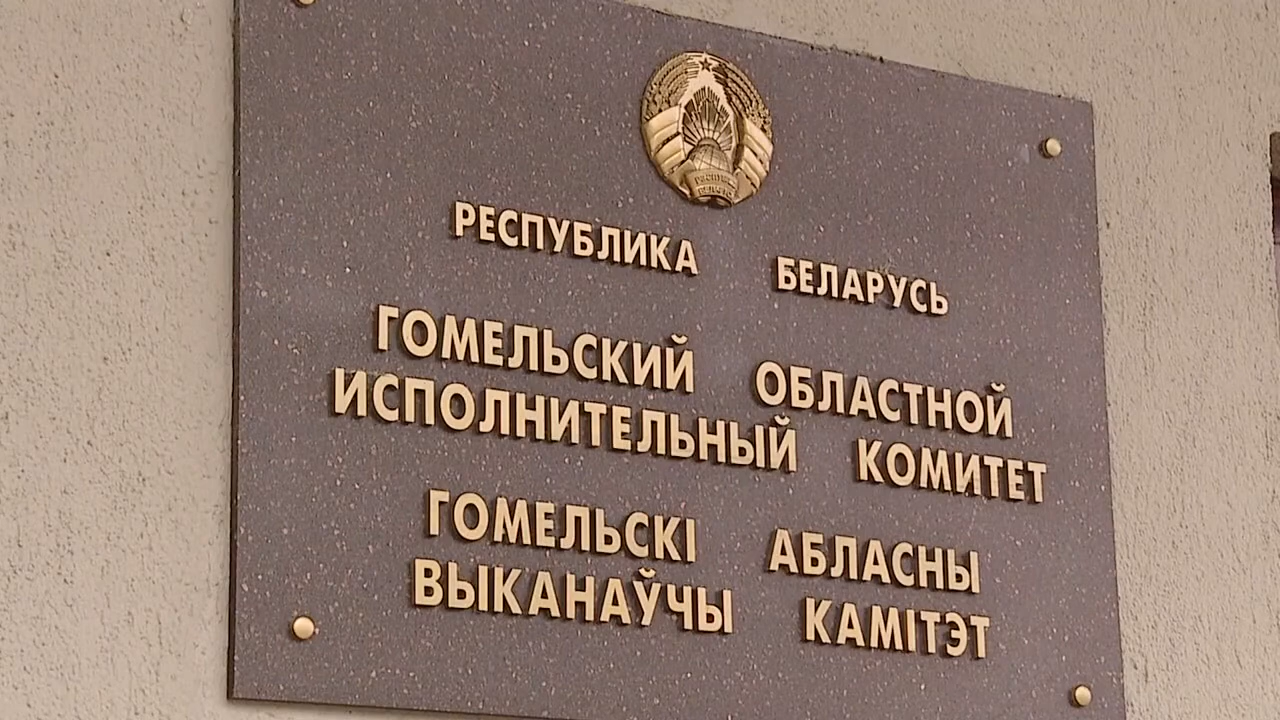 РЕСПУБЛИКА БЕЛАРУСЬ
ГОМЕЛЬСКИЙ ОБЛАСТНОЙ
ИСПОЛНИТЕЛЬНЫЙ КОМИТЕТ
ГОМЕЛЬСКІ АБЛАСНЫ
ВЫКАНАЎЧЫ КАМІТЭТ